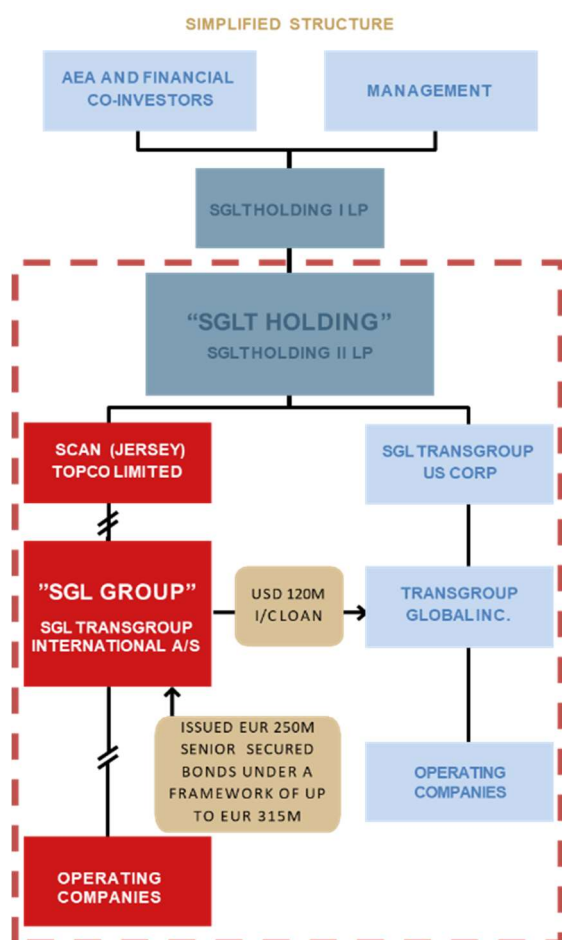 SIMPLIFIED STRUCTURE
AEA AND FINANCIAL
CO-INVESTORS
MANAGEMENT
SGLTHOLDING I LP
"SGLT HOLDING"
SGLTHOLDING II LP
SCAN (JERSEY)
TOPCO LIMITED
SGL TRANSGROUP
US CORP
"SGL GROUP"
SGL TRANSGROUP
INTERNATIONAL A/S
USD 120M
I/C LOAN
TRANSGROUP
GLOBAL INC.
ISSUED EUR 250M
SENIOR SECURED
BONDS UNDER A
FRAMEWORK OF UP
TO EUR 315M
OPERATING
COMPANIES
OPERATING
COMPANIES